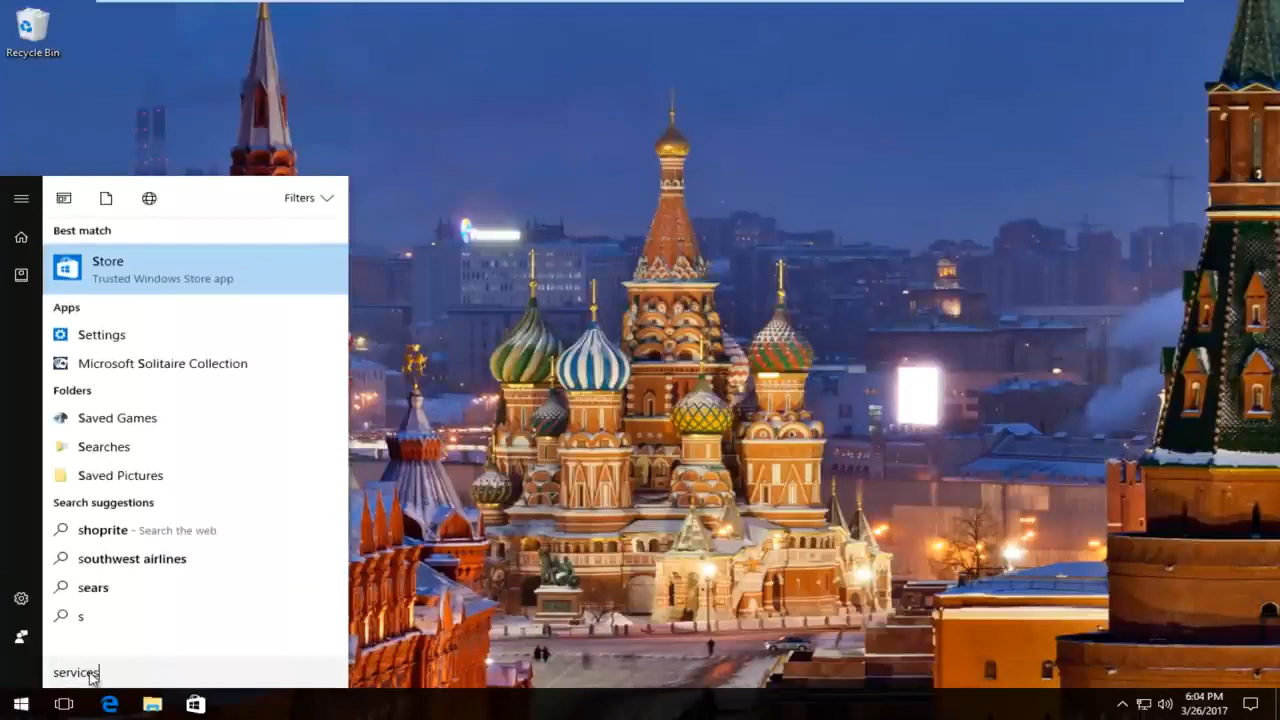 Recycle Bin
Filters
Best match
Store
Trusted Windows Store app
Apps
Settings
Microsoft Solitaire Collection
Folders
Saved Games
Searches
Saved Pictures
Search suggestions
shoprite - Search the web
southwest airlines
sears
s
services
6:04 PM
3/26/2017